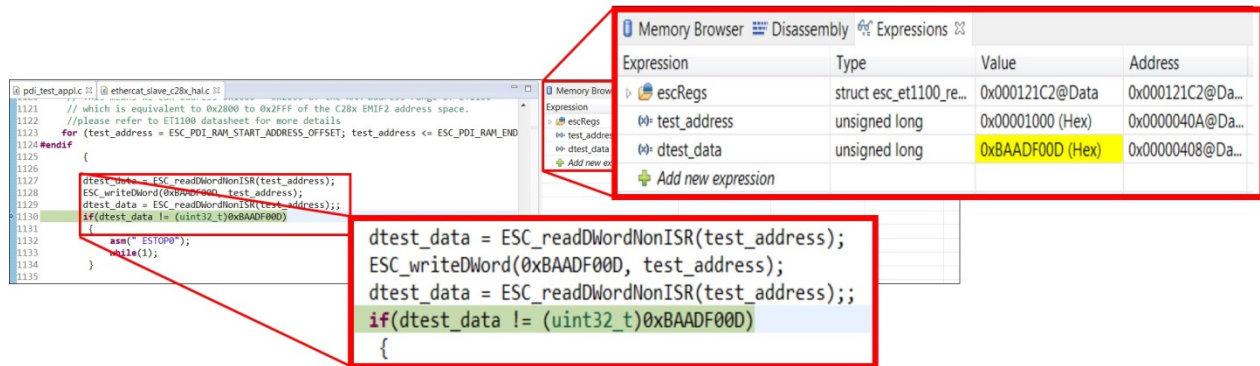 Memory Browser Disassembly Expressions
Expression Type Value Address
escRegs struct esc_et1100_re... 0x000121C2@Data 0x000121C2@Da...
test_address unsigned long 0x00001000 (Hex) 0x0000040A@Da...
dtest_data unsigned long 0xBAADF00D (Hex) 0x00000408@Da...
Add new expression
pdi_test_appl.c ethercat_slave_c28x_hal.c
1121 // which is equivalent to 0x2800 to 0x2FFF of the C28x EMIF2 address space.
1122 //please refer to ET1100 datasheet for more details
1123 for (test_address = ESC_PDI_RAM_START_ADDRESS_OFFSET; test_address <= ESC_PDI_RAM_END
1124 #endif
1125 {
1126
1127 dtest_data = ESC_readDWordNonISR(test_address);
1128 ESC_writeDWord(0xBAADF00D, test_address);
1129 dtest_data = ESC_readDWordNonISR(test_address);;
1130 if(dtest_data != (uint32_t)0xBAADF00D)
1131 {
1132 asm(" ESTOP0");
1133 while(1);
1134 }
1135
Memory Brow
Expression
escRegs
test_addres
dtest_data
Add new ex
dtest_data = ESC_readDWordNonISR(test_address);
ESC_writeDWord(0xBAADF00D, test_address);
dtest_data = ESC_readDWordNonISR(test_address);;
if(dtest_data != (uint32_t)0xBAADF00D)
{